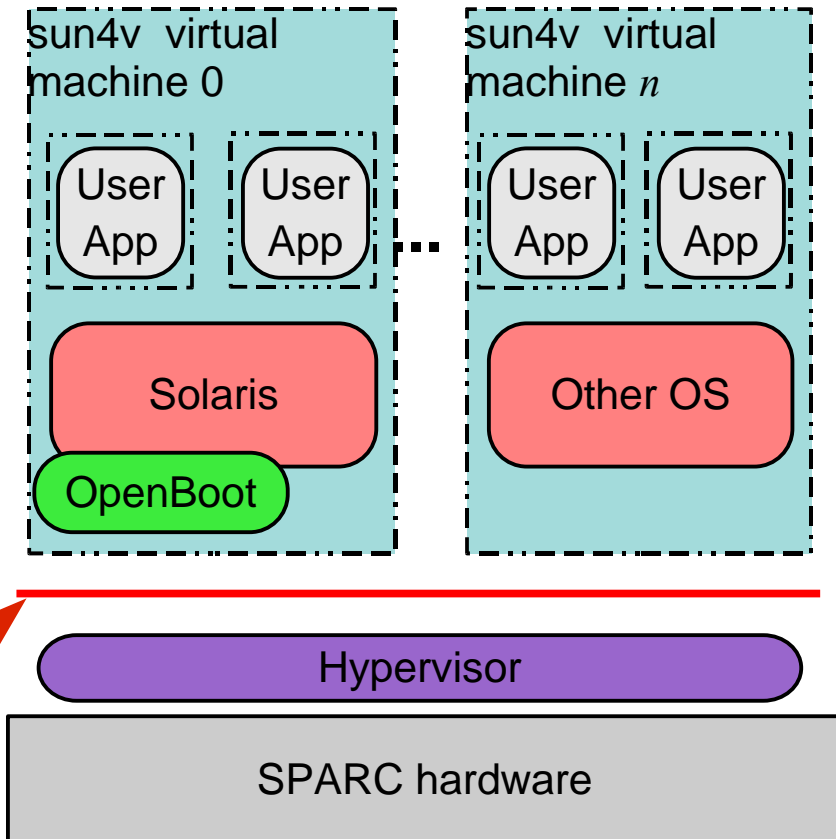 sun4v virtual
machine 0
sun4v virtual
machine n
User
App
User
App
...
User
App
User
App
Solaris
Other OS
OpenBoot
Hypervisor
SPARC hardware